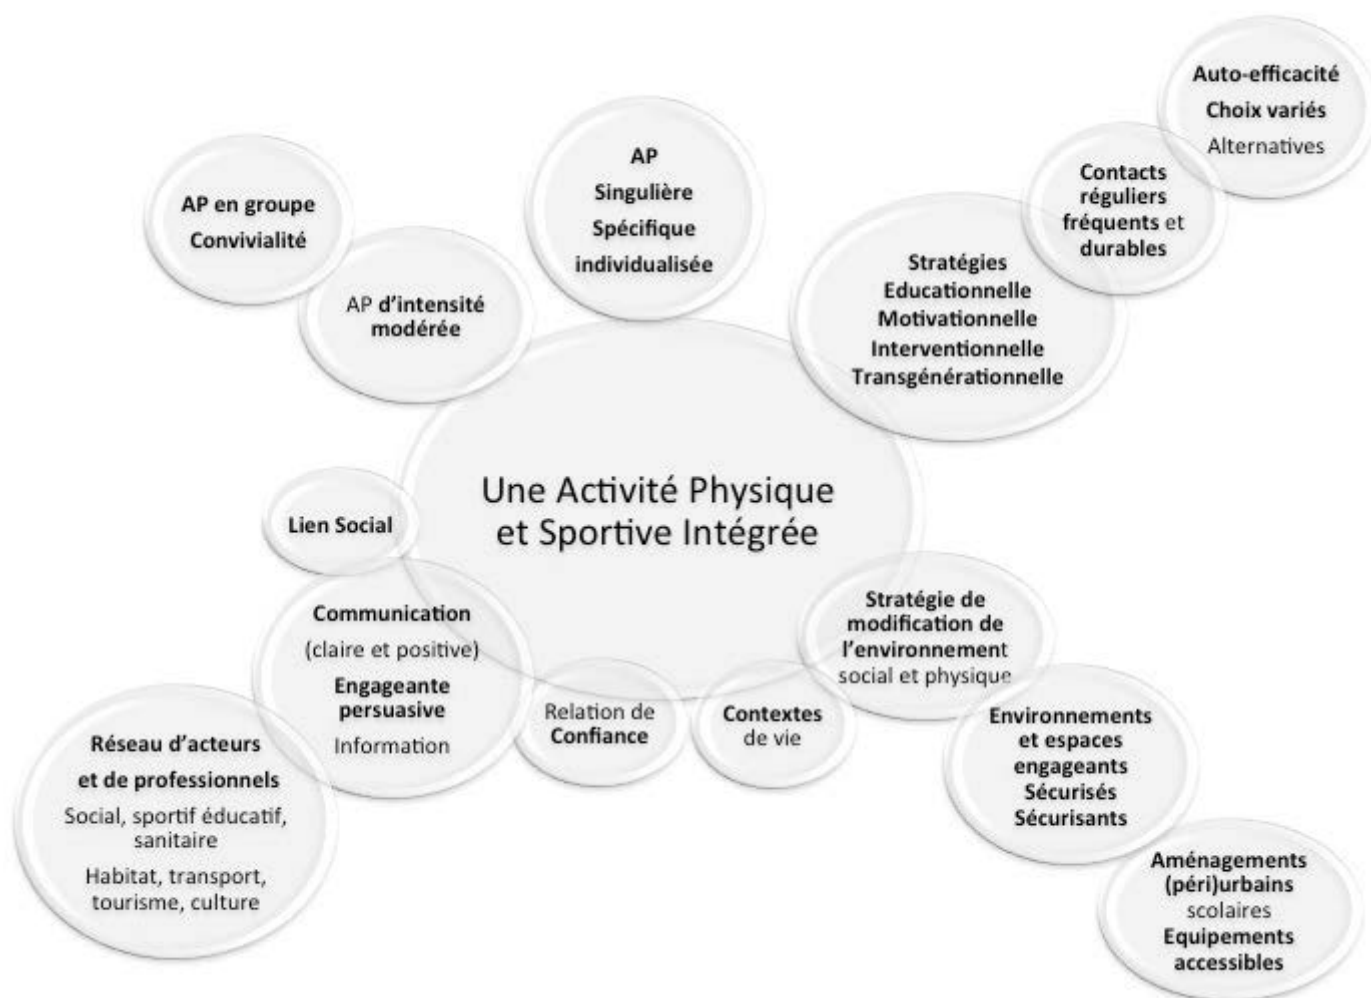 Auto-efficacité
Choix variés
Alternatives
Contacts
réguliers
fréquents et
durables
AP
Singulière
Spécifique
individualisée
AP en groupe
Convivialité
AP d'intensité
modérée
Stratégies
Educationnelle
Motivationnelle
Interventionnelle
Transgénérationnelle
Une Activité Physique
et Sportive Intégrée
Lien Social
Communication
(claire et positive)
Engageante
persuasive
Information
Réseau d'acteurs
et de professionnels
Social, sportif éducatif,
sanitaire
Habitat, transport,
tourisme, culture
Relation de
Confiance
Contextes
de vie
Stratégie de
modification de
l'environnement
social et physique
Environnements
et espaces
engageants
Sécurisés
Sécurisants
Aménagements
(péri)urbains
scolaires
Equipements
accessibles